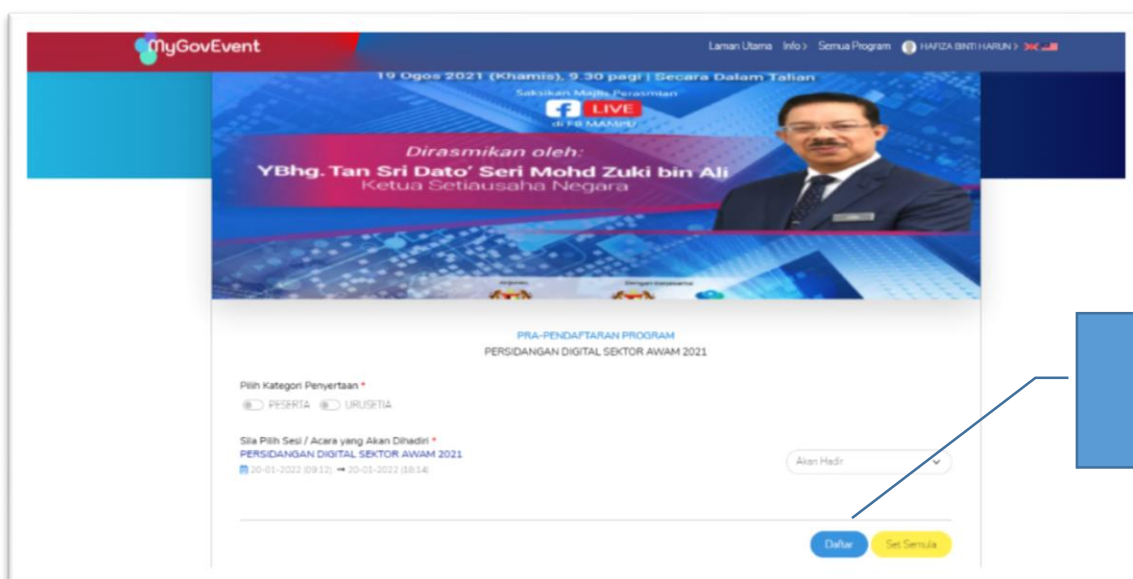 MyGovEvent
Laman Utama Info > Semua Program HAFIZA BINTI HARUN >
19 Ogos 2021 (Khamis), 9.30 pagi | Secara Dalam Talian
Saksikan Majlis Perasmian
f LIVE
di FB MAMPU
Dirasmikan oleh:
YBhg. Tan Sri Dato' Seri Mohd Zuki bin Ali
Ketua Setiausaha Negara
Dengan Kerjasama
PRA-PENDAFTARAN PROGRAM
PERSIDANGAN DIGITAL SEKTOR AWAM 2021
Pilih Kategori Penyertaan *
PESERTA URUSETIA
Sila Pilih Sesi / Acara yang Akan Dihadiri *
PERSIDANGAN DIGITAL SEKTOR AWAM 2021
20-01-2022 (09:12) → 20-01-2022 (18:14)
Akan Hadir
Daftar Set Semula